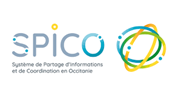 SPICO
Système de Partage d'Informations
et de Coordination en Occitanie